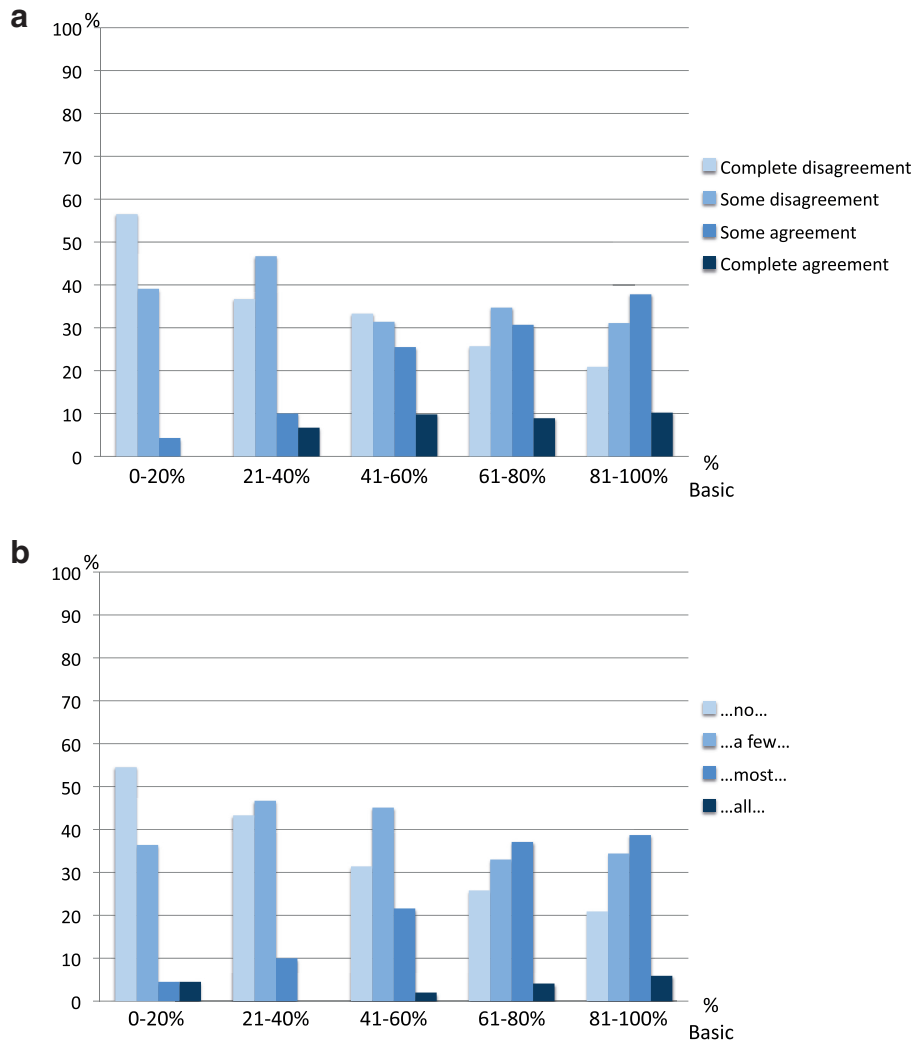 a
%
100
90
80
70
60
50
40
30
20
10
0
0-20% 21-40% 41-60% 61-80% 81-100%
%
Basic
Complete disagreement
Some disagreement
Some agreement
Complete agreement
b
%
100
90
80
70
60
50
40
30
20
10
0
0-20% 21-40% 41-60% 61-80% 81-100%
%
Basic
...no...
...a few...
...most...
...all...